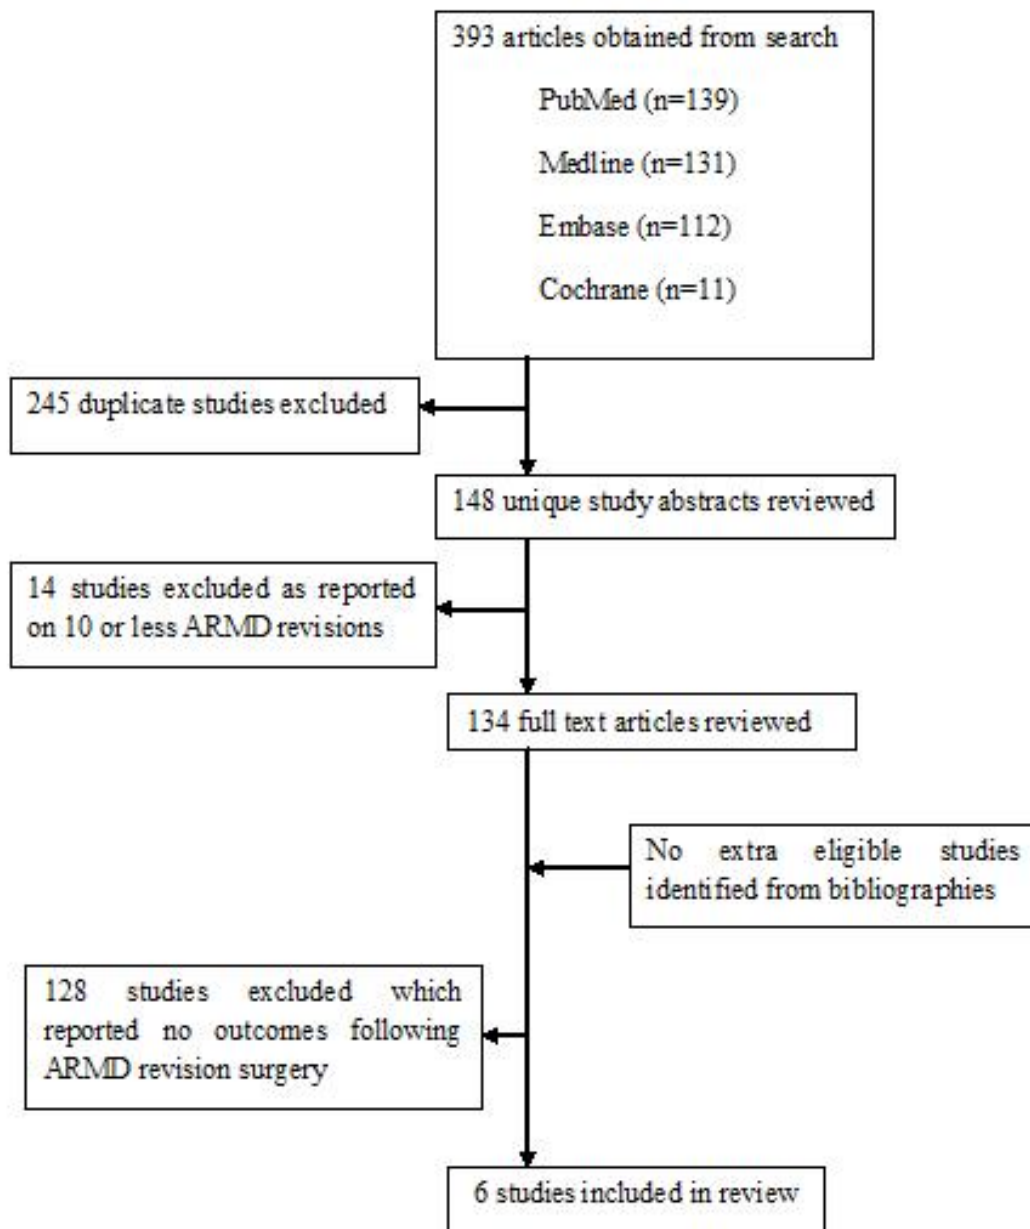 393 articles obtained from search
PubMed (n=139)
Medline (n=131)
Embase (n=112)
Cochrane (n=11)
245 duplicate studies excluded
148 unique study abstracts reviewed
14 studies excluded as reported
on 10 or less ARMD revisions
134 full text articles reviewed
No extra eligible studies
identified from bibliographies
128 studies excluded which
reported no outcomes following
ARMD revision surgery
6 studies included in review